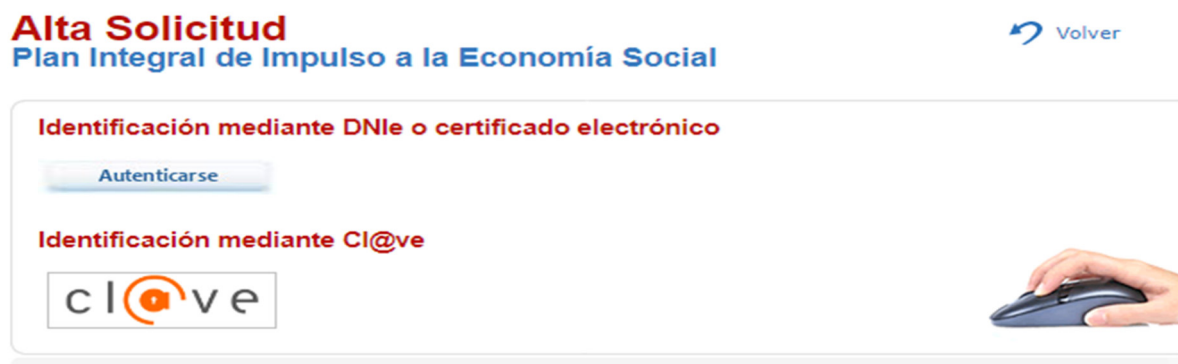 Alta Solicitud
Volver
Plan Integral de Impulso a la Economía Social
Identificación mediante DNIe o certificado electrónico
Autenticarse
Identificación mediante Cl@ve
cl@ve